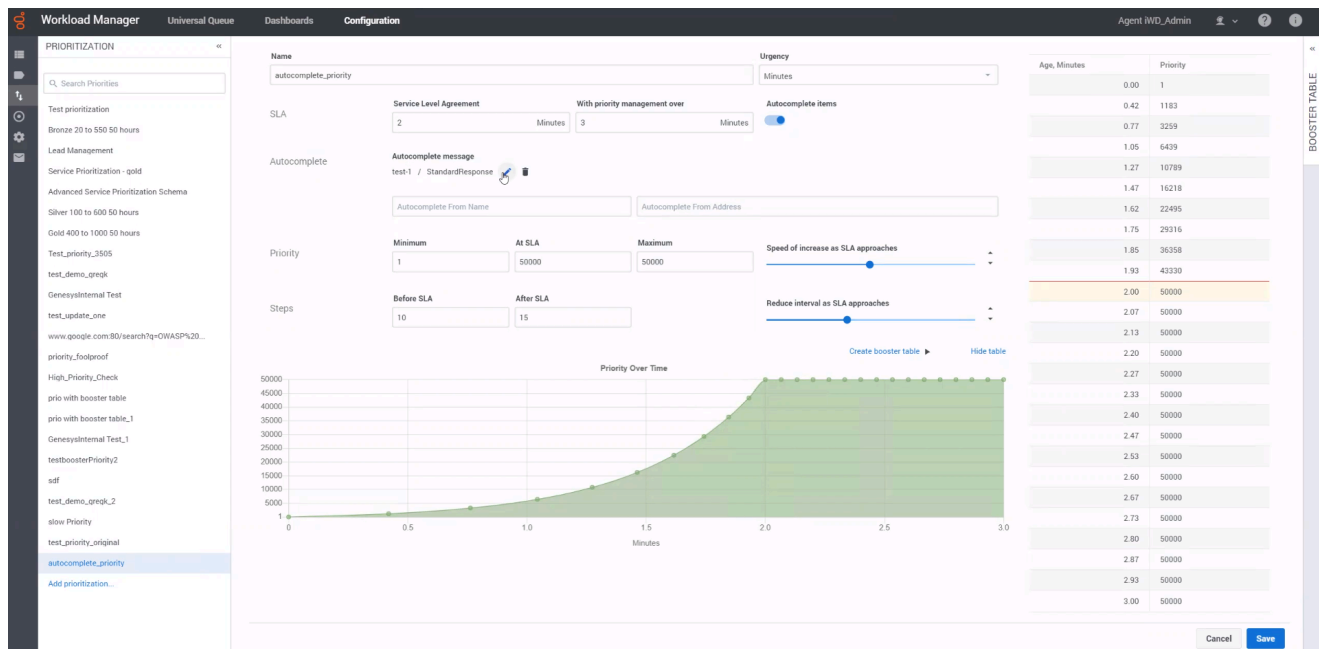 Workload Manager Universal Queue Dashboards Configuration Agent iWD_Admin
PRIORITIZATION
Search Priorities
Test prioritization
Bronze 20 to 550 50 hours
Lead Management
Service Prioritization - gold
Advanced Service Prioritization Schema
Silver 100 to 600 50 hours
Gold 400 to 1000 50 hours
Test_priority_3505
test_demo_qreqk
GenesysInternal Test
test_update_one
www.google.com:80/search?q=OWASP%20...
priority_foolproof
High_Priority_Check
prio with booster table
prio with booster table_1
GenesysInternal Test_1
testboosterPriority2
sdf
test_demo_qreqk_2
slow Priority
test_priority_original
autocomplete_priority
Add prioritization...
Name Urgency
autocomplete_priority Minutes
SLA
Service Level Agreement With priority management over Autocomplete items
2 Minutes 3 Minutes
Autocomplete
Autocomplete message
test-1 / StandardResponse
Autocomplete From Name Autocomplete From Address
Priority
Minimum At SLA Maximum Speed of increase as SLA approaches
1 50000 50000
Steps
Before SLA After SLA Reduce interval as SLA approaches
10 15
Create booster table Hide table
Priority Over Time
50000
45000
40000
35000
30000
25000
20000
15000
10000
5000
1
0 0.5 1.0 1.5 2.0 2.5 3.0
Minutes
Age, Minutes Priority
0.00 1
0.42 1183
0.77 3259
1.05 6439
1.27 10789
1.47 16218
1.62 22495
1.75 29316
1.85 36358
1.93 43330
2.00 50000
2.07 50000
2.13 50000
2.20 50000
2.27 50000
2.33 50000
2.40 50000
2.47 50000
2.53 50000
2.60 50000
2.67 50000
2.73 50000
2.80 50000
2.87 50000
2.93 50000
3.00 50000
BOOSTER TABLE
Cancel Save